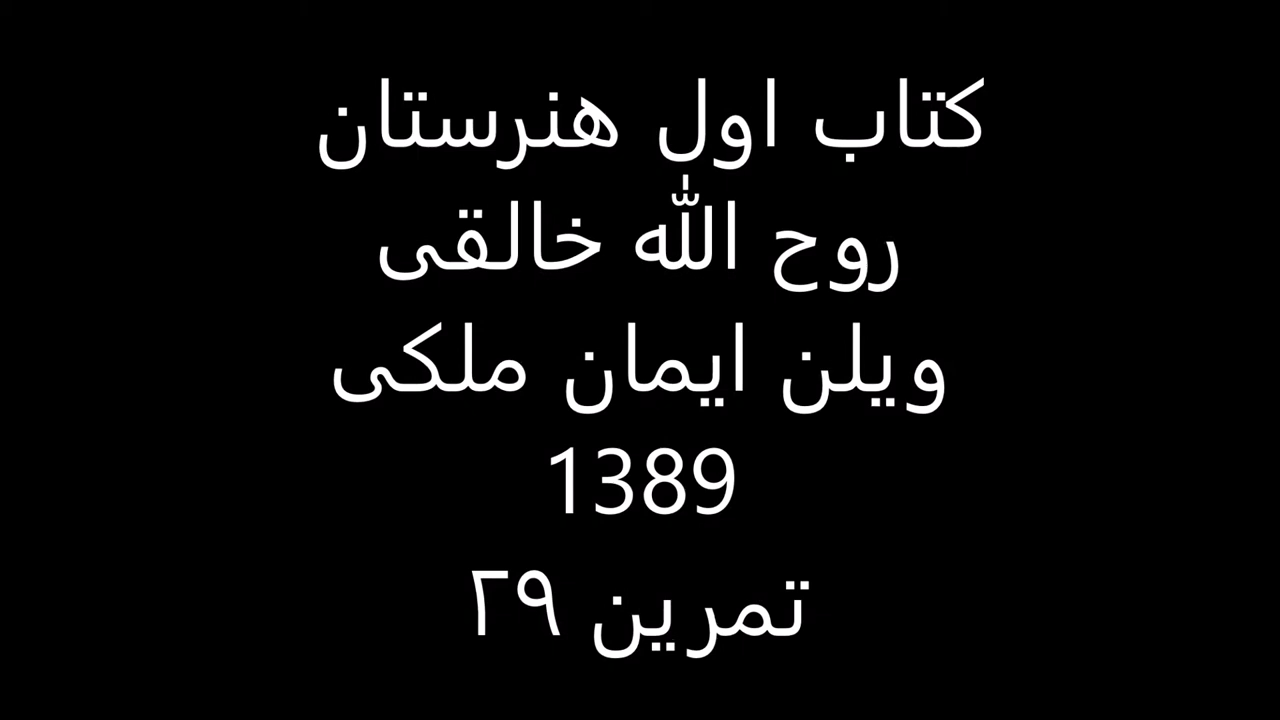 کتاب اول هنرستان
روح الله خالقی
ویلن ایمان ملکی
1389
تمرین ۲۹